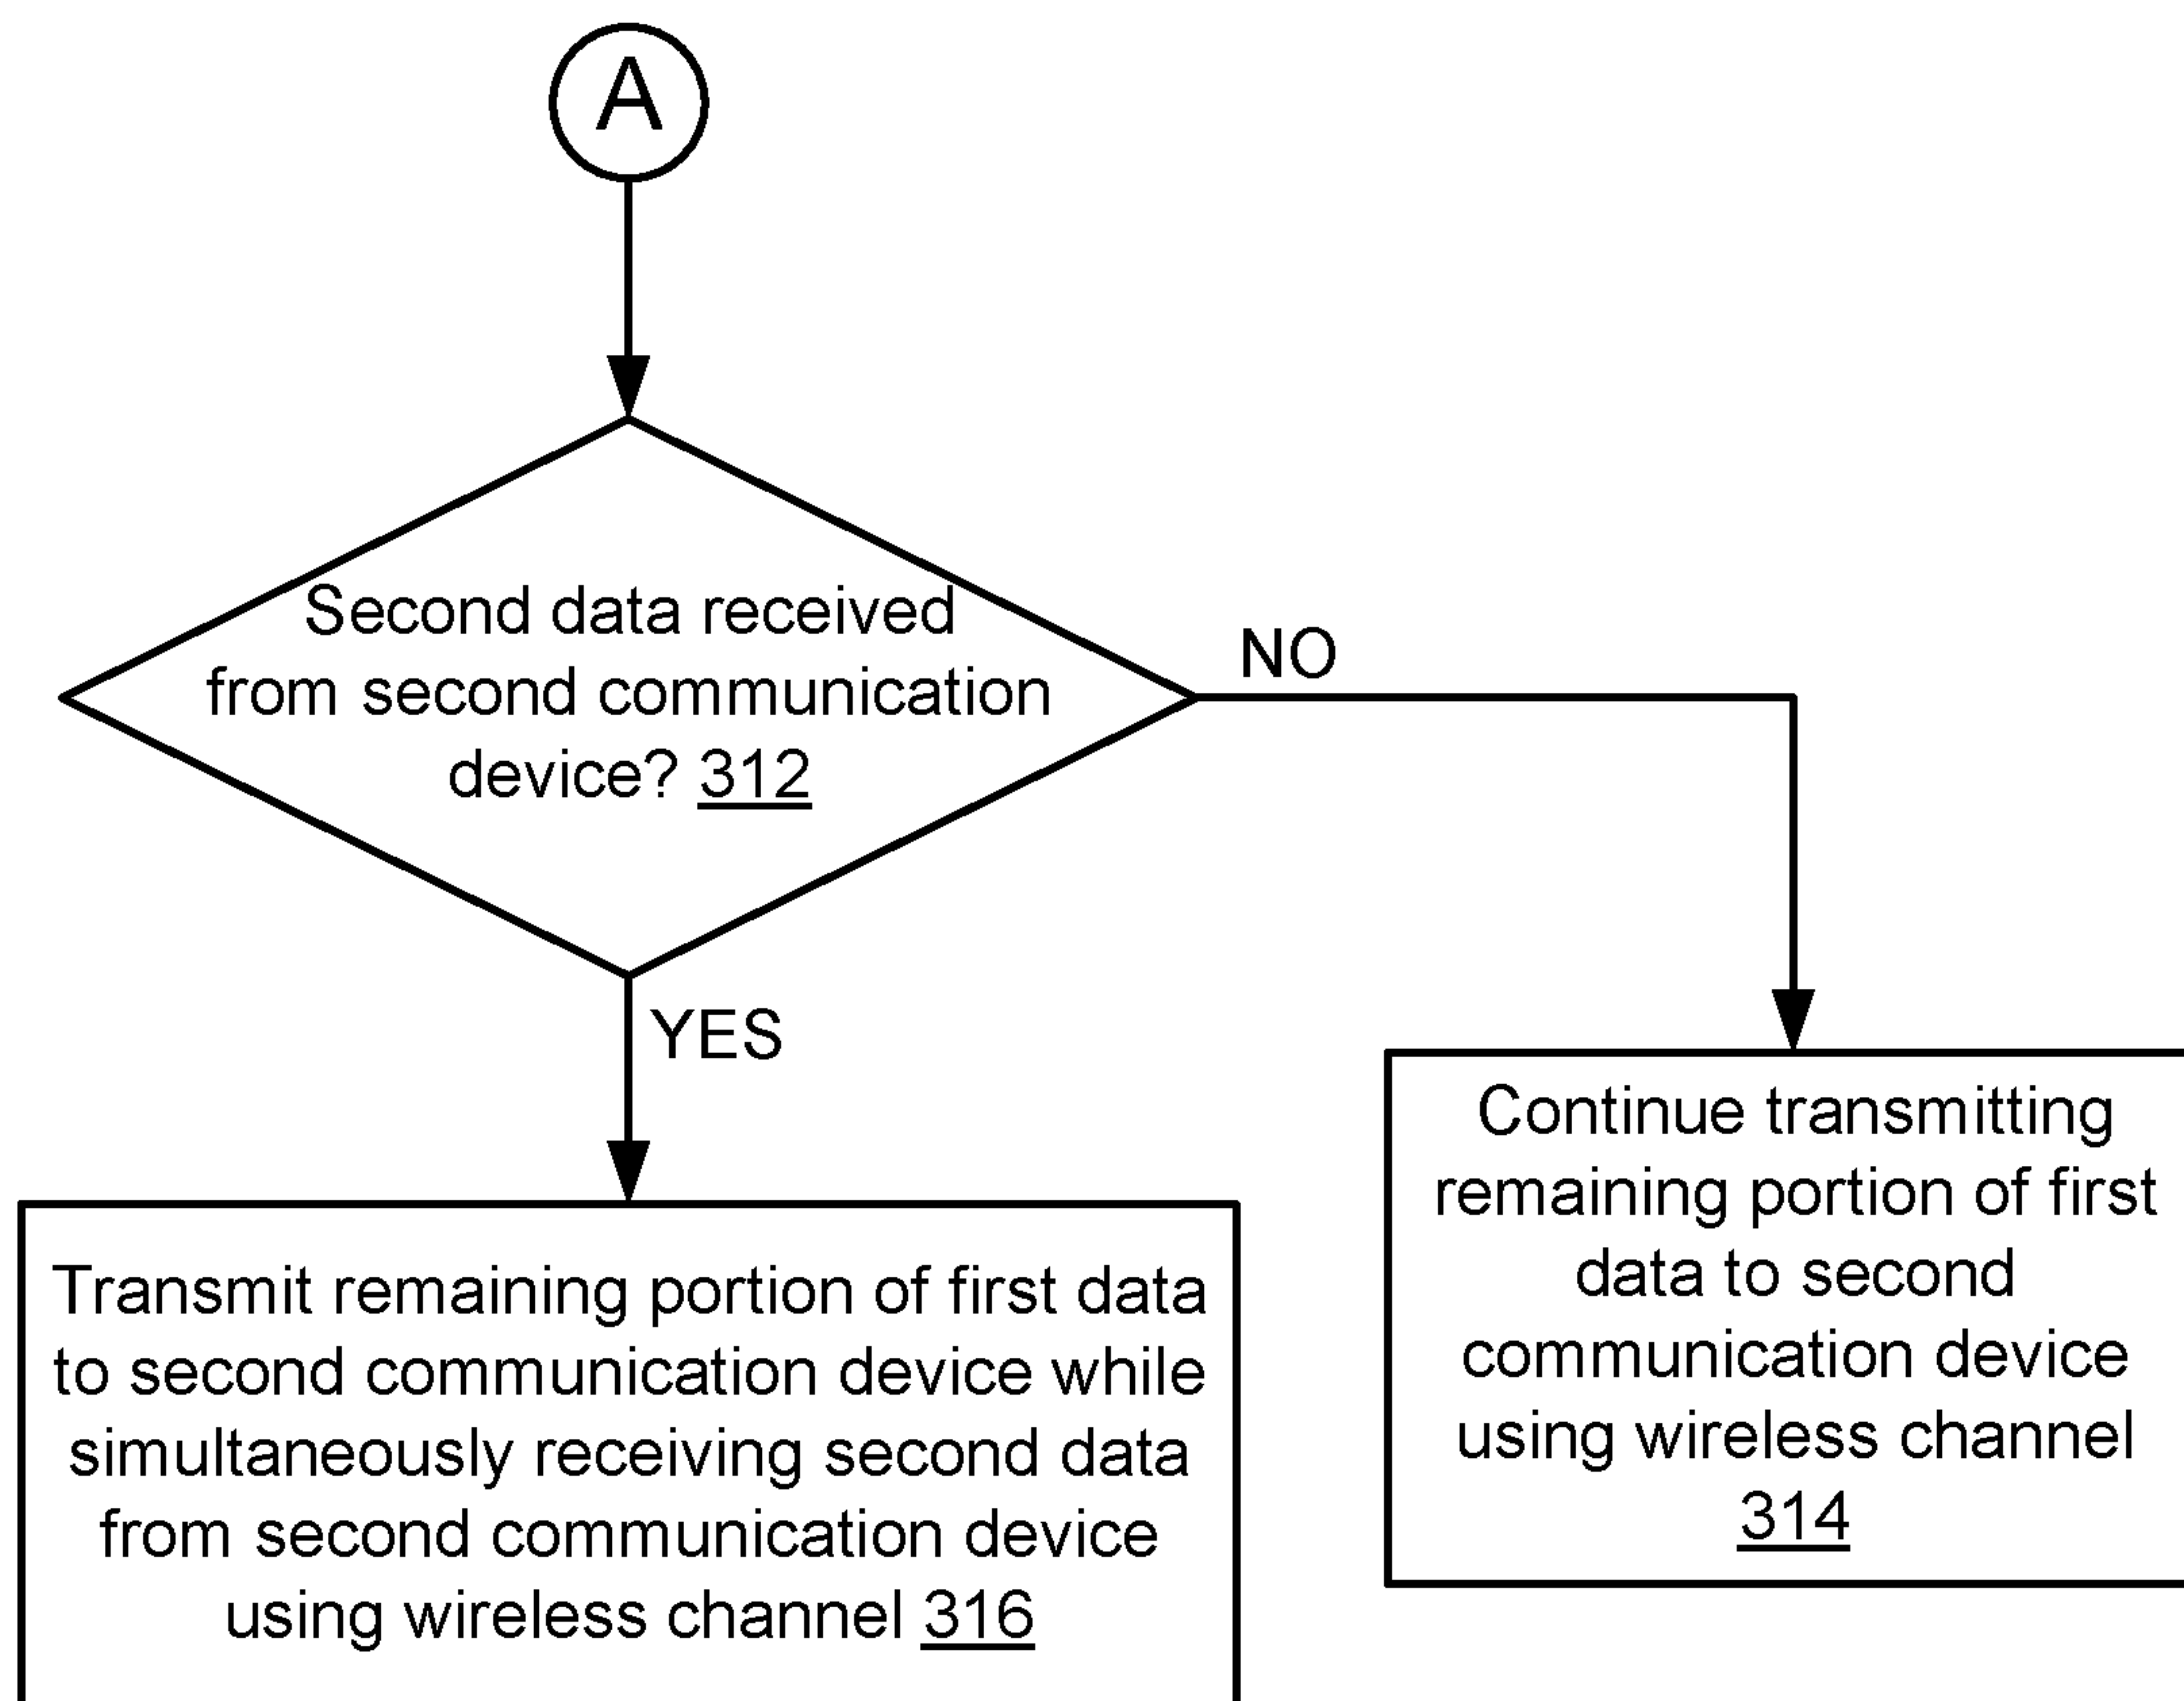 A
Second data received
from second communication
device? 312
NO
YES
Continue transmitting
remaining portion of first
data to second
communication device
using wireless channel
314
Transmit remaining portion of first data
to second communication device while
simultaneously receiving second data
from second communication device
using wireless channel 316